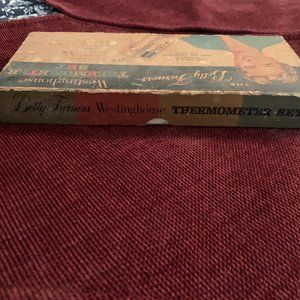 THE
Betty Furness
Westinghouse
THERMOMETER
SET
Betty Furness Westinghouse THERMOMETER SET